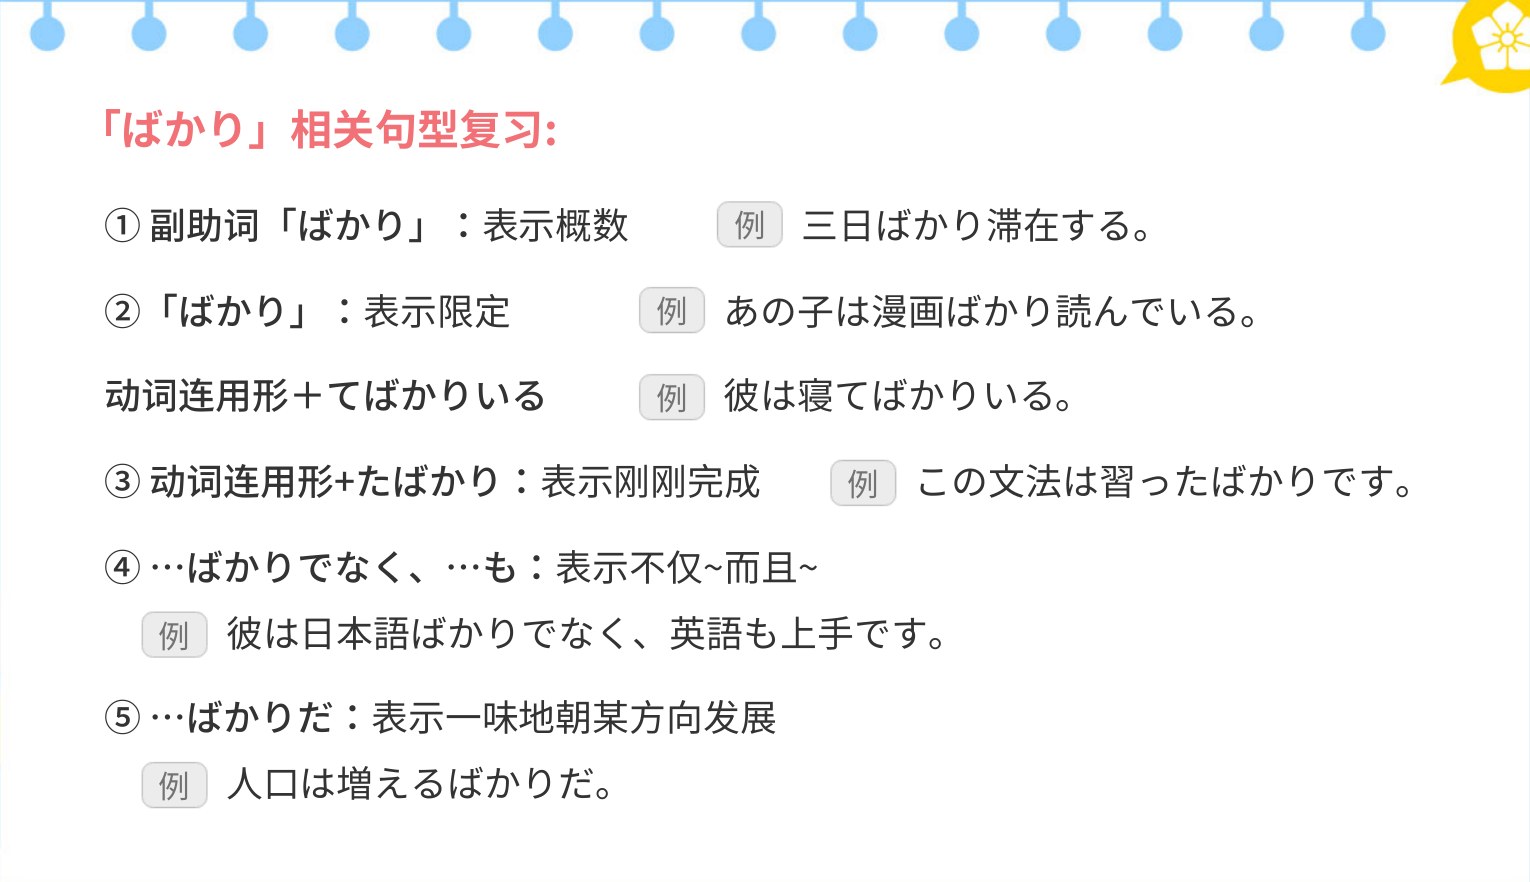 「ばかり」相关句型复习:
① 副助词「ばかり」：表示概数 例 三日ばかり滞在する。
②「ばかり」：表示限定 例 あの子は漫画ばかり読んでいる。
动词连用形＋てばかりいる 例 彼は寝てばかりいる。
③ 动词连用形+たばかり：表示刚刚完成 例 この文法は習ったばかりです。
④ …ばかりでなく、…も：表示不仅~而且~
例 彼は日本語ばかりでなく、英語も上手です。
⑤ …ばかりだ：表示一味地朝某方向发展
例 人口は増えるばかりだ。